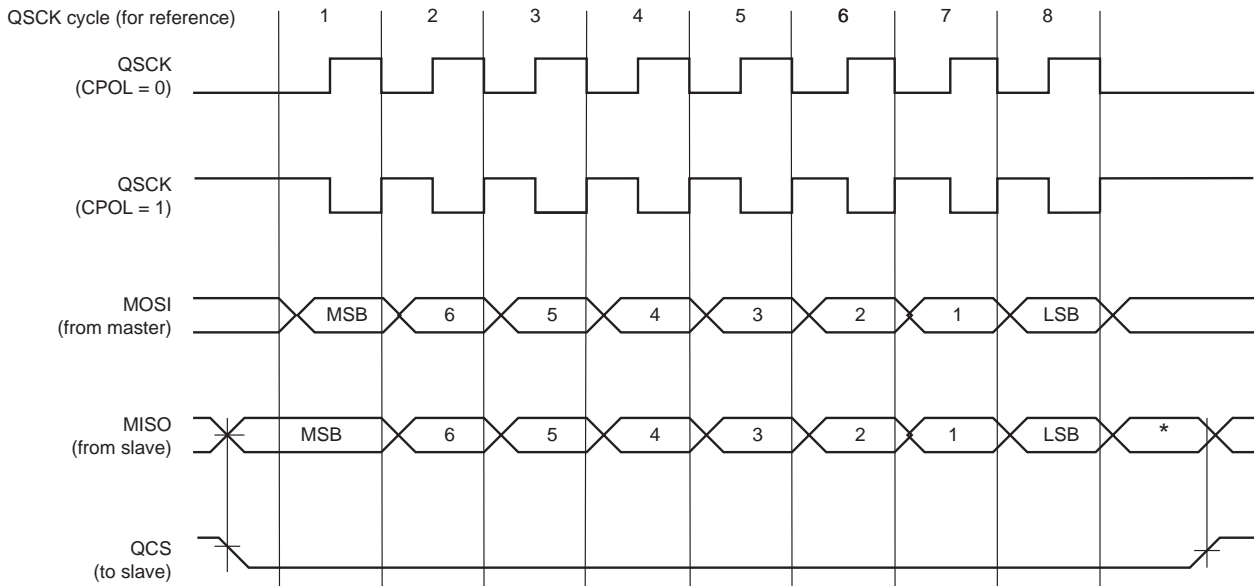 QSCK cycle (for reference) 1 2 3 4 5 6 7 8
QSCK
(CPOL = 0)
QSCK
(CPOL = 1)
MOSI
(from master)
MSB 6 5 4 3 2 1 LSB
MISO
(from slave)
MSB 6 5 4 3 2 1 LSB *
QCS
(to slave)